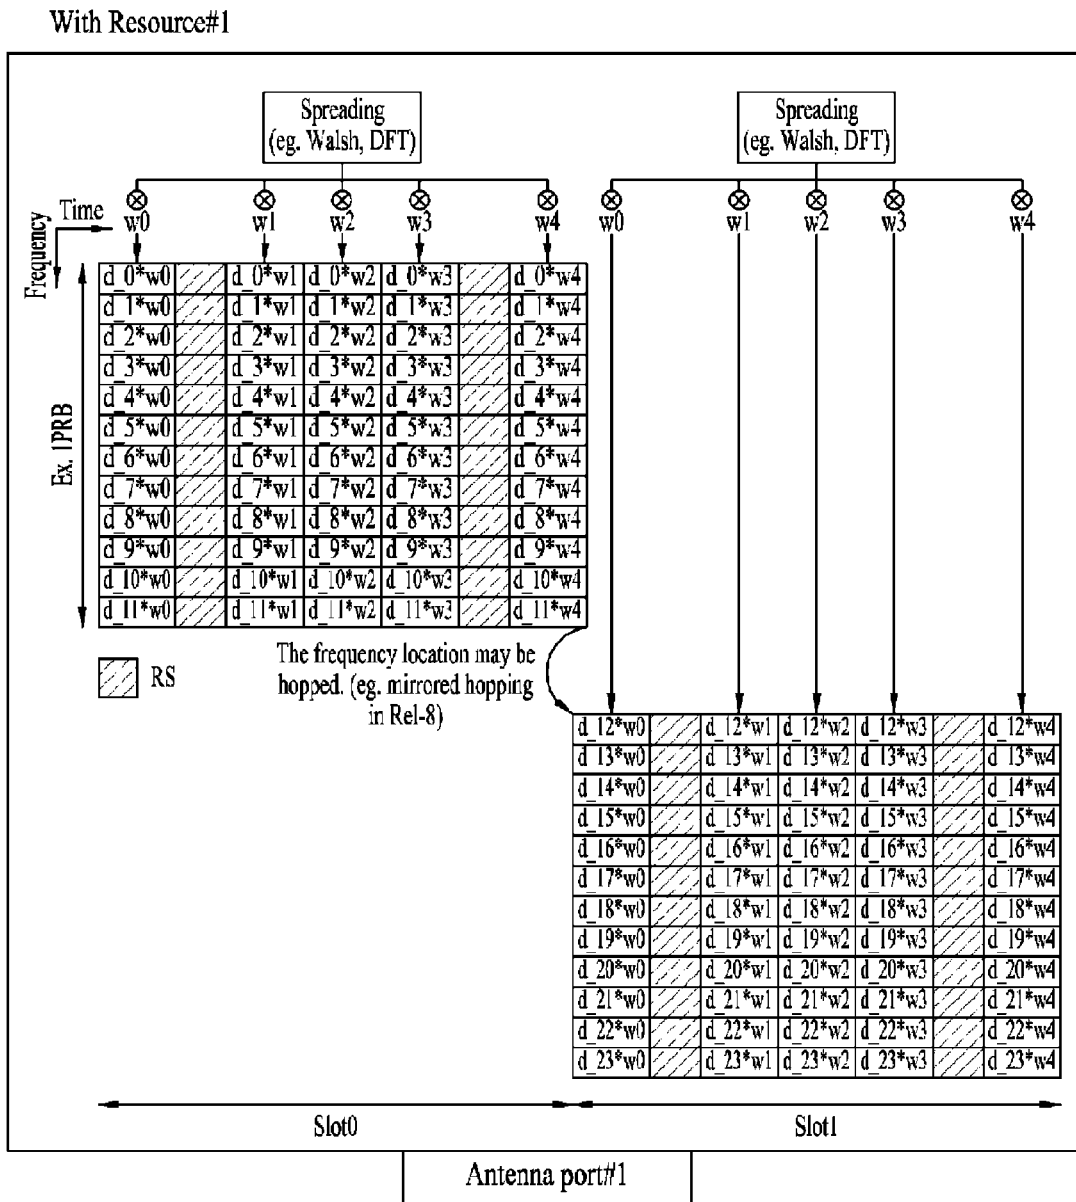 With Resource#1
Spreading
(eg. Walsh, DFT)
Spreading
(eg. Walsh, DFT)
Time
Frequency
w0 w1 w2 w3 w4
w0 w1 w2 w3 w4
Ex. 1PRB
d_0*w0 d_0*w1 d_0*w2 d_0*w3 d_0*w4
d_1*w0 d_1*w1 d_1*w2 d_1*w3 d_1*w4
d_2*w0 d_2*w1 d_2*w2 d_2*w3 d_2*w4
d_3*w0 d_3*w1 d_3*w2 d_3*w3 d_3*w4
d_4*w0 d_4*w1 d_4*w2 d_4*w3 d_4*w4
d_5*w0 d_5*w1 d_5*w2 d_5*w3 d_5*w4
d_6*w0 d_6*w1 d_6*w2 d_6*w3 d_6*w4
d_7*w0 d_7*w1 d_7*w2 d_7*w3 d_7*w4
d_8*w0 d_8*w1 d_8*w2 d_8*w3 d_8*w4
d_9*w0 d_9*w1 d_9*w2 d_9*w3 d_9*w4
d_10*w0 d_10*w1 d_10*w2 d_10*w3 d_10*w4
d_11*w0 d_11*w1 d_11*w2 d_11*w3 d_11*w4
RS
The frequency location may be
hopped. (eg. mirrored hopping
in Rel-8)
d_12*w0 d_12*w1 d_12*w2 d_12*w3 d_12*w4
d_13*w0 d_13*w1 d_13*w2 d_13*w3 d_13*w4
d_14*w0 d_14*w1 d_14*w2 d_14*w3 d_14*w4
d_15*w0 d_15*w1 d_15*w2 d_15*w3 d_15*w4
d_16*w0 d_16*w1 d_16*w2 d_16*w3 d_16*w4
d_17*w0 d_17*w1 d_17*w2 d_17*w3 d_17*w4
d_18*w0 d_18*w1 d_18*w2 d_18*w3 d_18*w4
d_19*w0 d_19*w1 d_19*w2 d_19*w3 d_19*w4
d_20*w0 d_20*w1 d_20*w2 d_20*w3 d_20*w4
d_21*w0 d_21*w1 d_21*w2 d_21*w3 d_21*w4
d_22*w0 d_22*w1 d_22*w2 d_22*w3 d_22*w4
d_23*w0 d_23*w1 d_23*w2 d_23*w3 d_23*w4
Slot0
Slot1
Antenna port#1